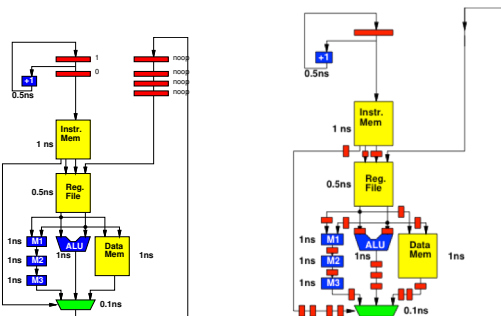 1
noop
+1
0
noop
noop
0.5ns
noop
Instr.
Mem
1 ns
Reg.
File
0.5ns
1ns M1
ALU
Data
Mem
1ns
1ns
1ns M2
1ns M3
0.1ns
+1
0.5ns
Instr.
Mem
1 ns
Reg.
File
0.5ns
1ns M1
ALU
Data
Mem
1ns
1ns
1ns M2
1ns M3
0.1ns